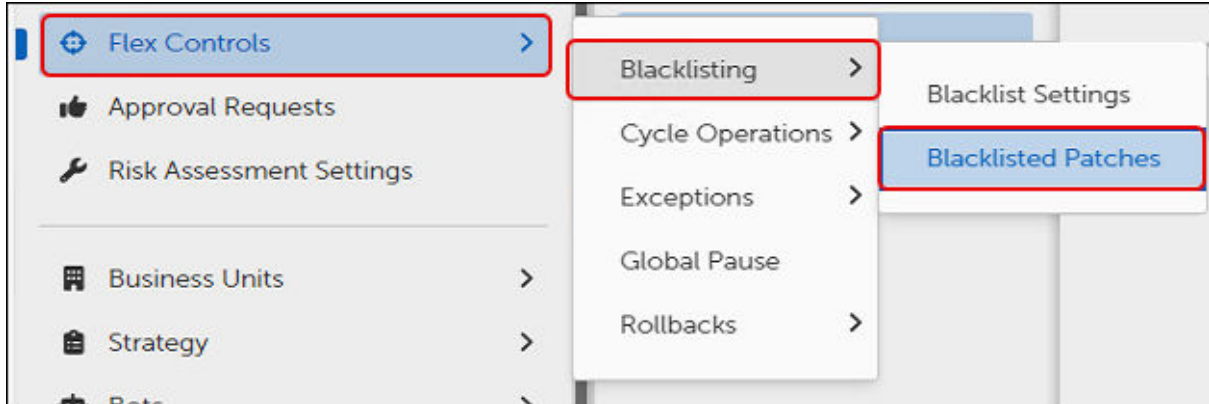 Flex Controls
Approval Requests
Risk Assessment Settings
Business Units
Strategy
Blacklisting
Cycle Operations
Exceptions
Global Pause
Rollbacks
Blacklist Settings
Blacklisted Patches